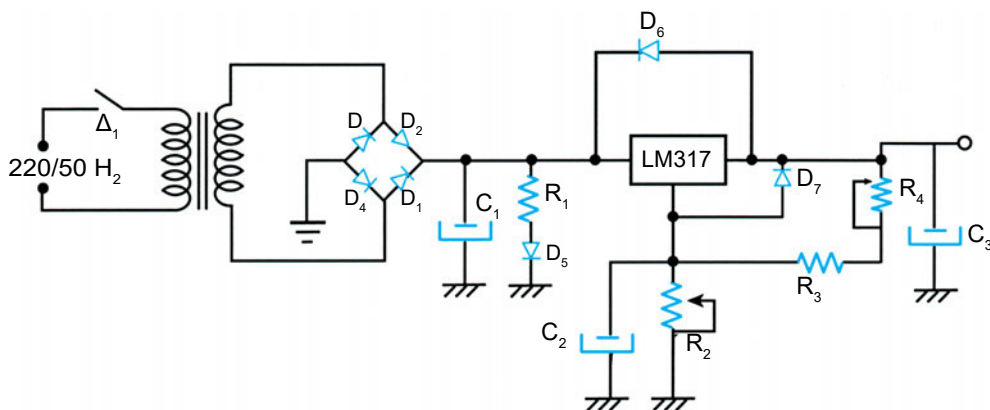 D₆
Δ₁
D
D₂
220/50 H₂
LM317
D₄
D₁
C₁
R₁
D₇
R₄
D₅
C₃
R₃
C₂
R₂